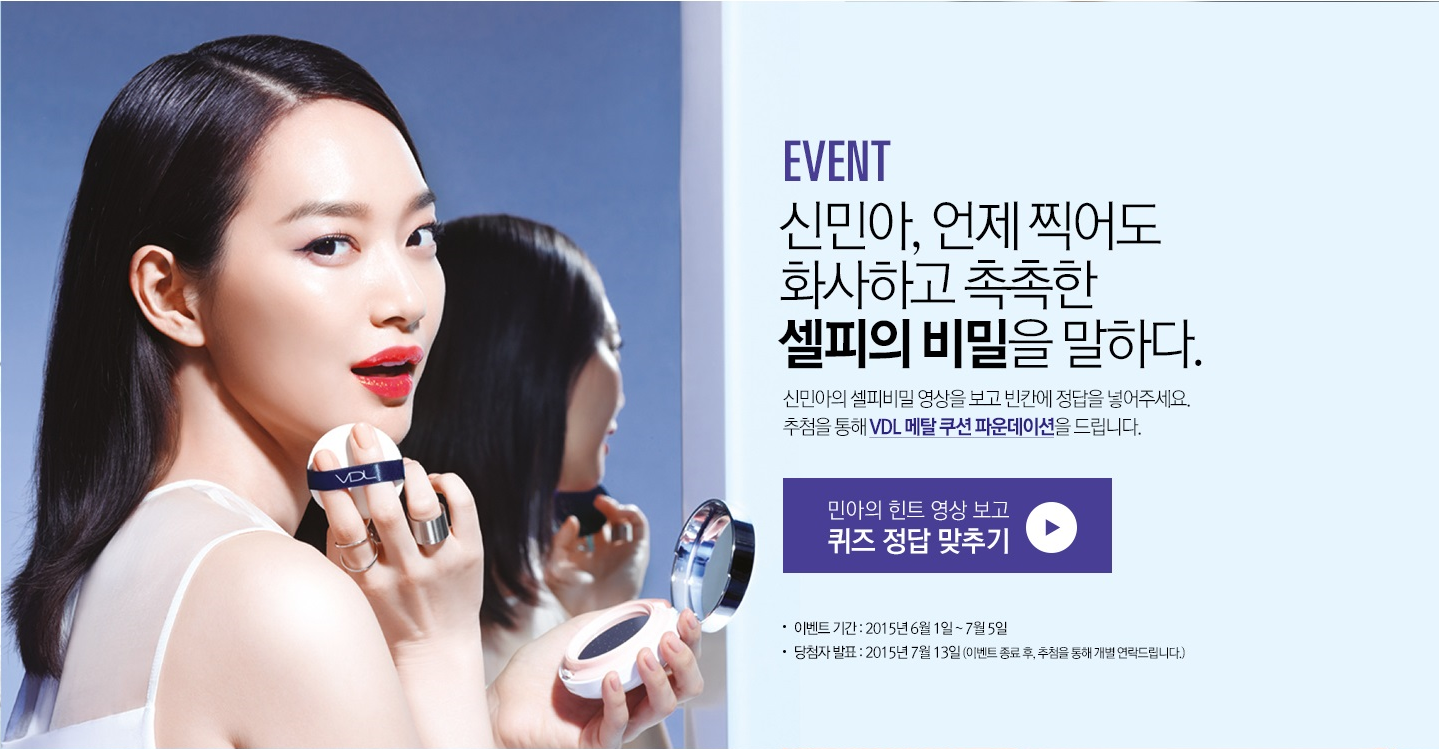 EVENT
신민아, 언제 찍어도
화사하고 촉촉한
셀피의 비밀을 말하다.
신민아의 셀피비밀 영상을 보고 빈칸에 정답을 넣어주세요.
추첨을 통해 VDL 메탈 쿠션 파운데이션을 드립니다.
VDL
민아의 힌트 영상 보고
퀴즈 정답 맞추기
• 이벤트 기간 : 2015년 6월 1일 ~ 7월 5일
• 당첨자 발표 : 2015년 7월 13일 (이벤트 종료 후, 추첨을 통해 개별 연락드립니다.)